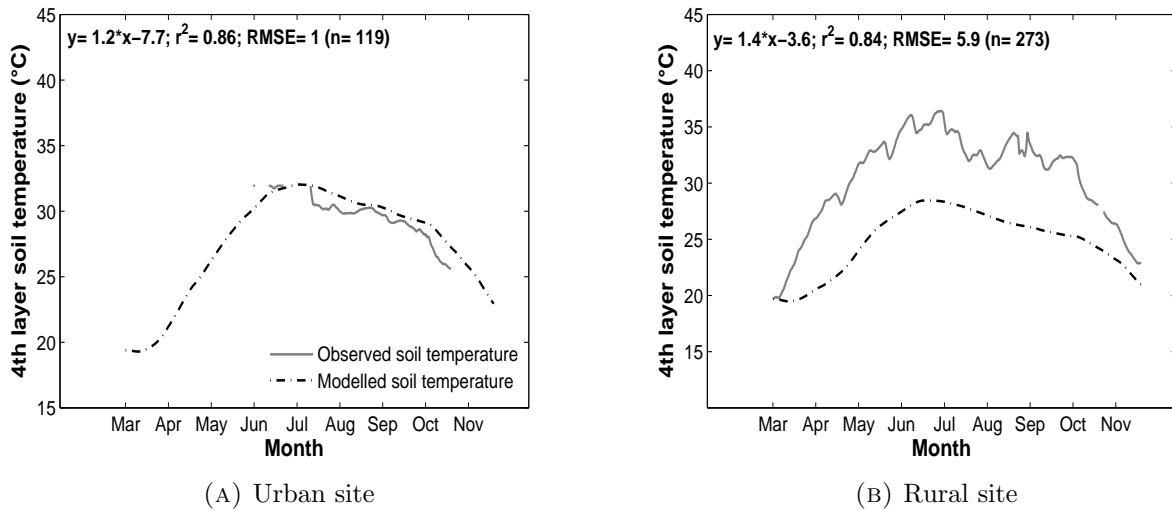 y= 1.2*x−7.7; r²= 0.86; RMSE= 1 (n= 119)
4th layer soil temperature (°C)
45
40
35
30
25
20
15
Observed soil temperature
Modelled soil temperature
Mar Apr May Jun Jul Aug Sep Oct Nov
Month
(A) Urban site
y= 1.4*x−3.6; r²= 0.84; RMSE= 5.9 (n= 273)
4th layer soil temperature (°C)
45
40
35
30
25
20
15
Mar Apr May Jun Jul Aug Sep Oct Nov
Month
(B) Rural site